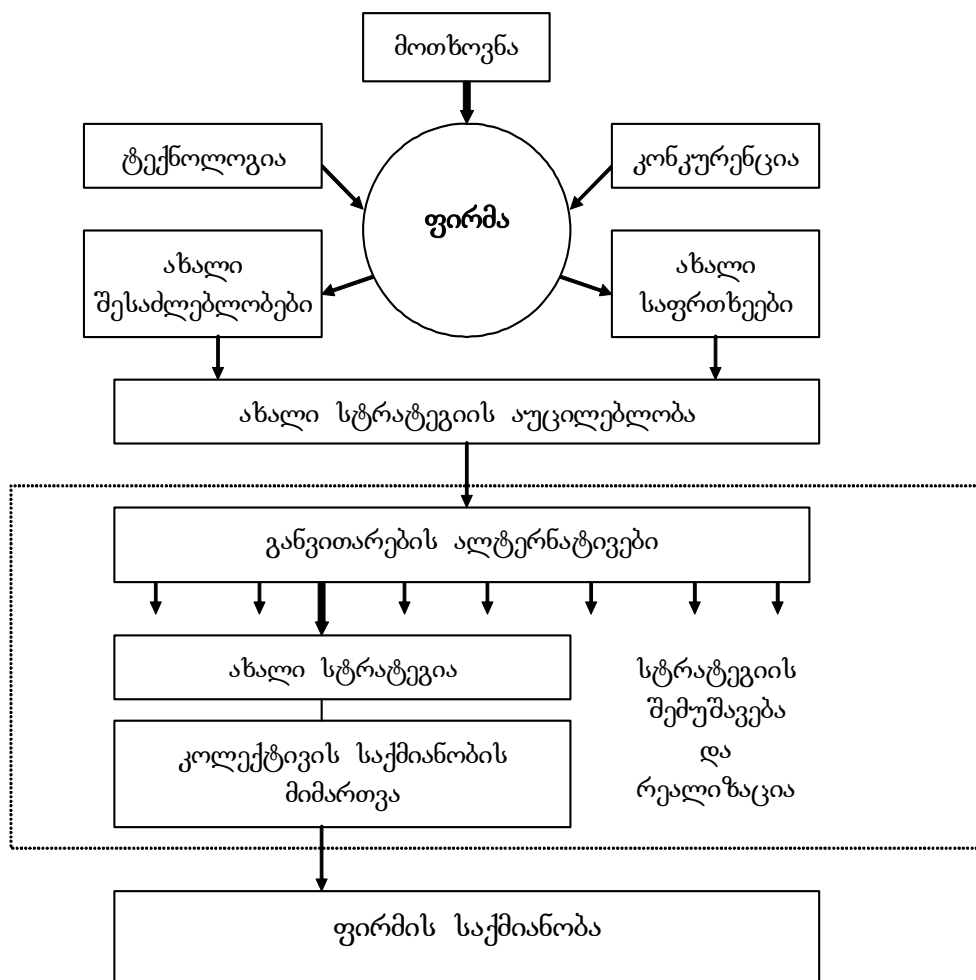 მოთხოვნა
ტექნოლოგია
კონკურენცია
ფირმა
ახალი
შესაძლებლობები
ახალი
საფრთხეები
ახალი სტრატეგიის აუცილებლობა
განვითარების ალტერნატივები
ახალი სტრატეგია
კოლექტივის საქმიანობის
მიმართვა
სტრატეგიის
შემუშავება
და
რეალიზაცია
ფირმის საქმიანობა